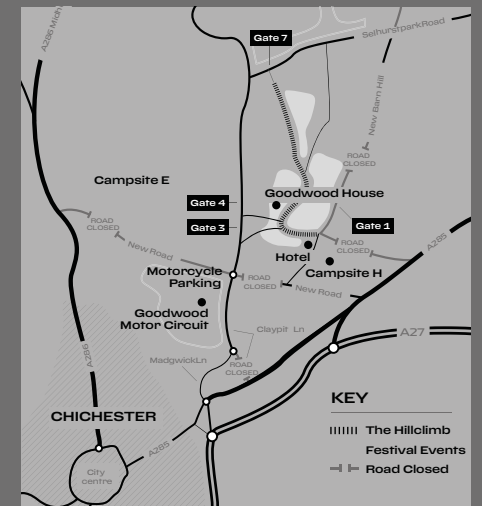 A286 Midh
Gate 7
SelhurstparkRoad
New Barn Hill
ROAD
CLOSED
Campsite E
Goodwood House
Gate 4
Gate 3
Gate 1
ROAD
CLOSED
New Road
ROAD
CLOSED
A285
Hotel
Campsite H
Motorcycle
Parking
ROAD
CLOSED
New Road
Goodwood
Motor Circuit
Claypit Ln
A27
A286
MadgwickLn
ROAD
CLOSED
KEY
CHICHESTER
The Hillclimb
A285
Festival Events
City
centre
Road Closed